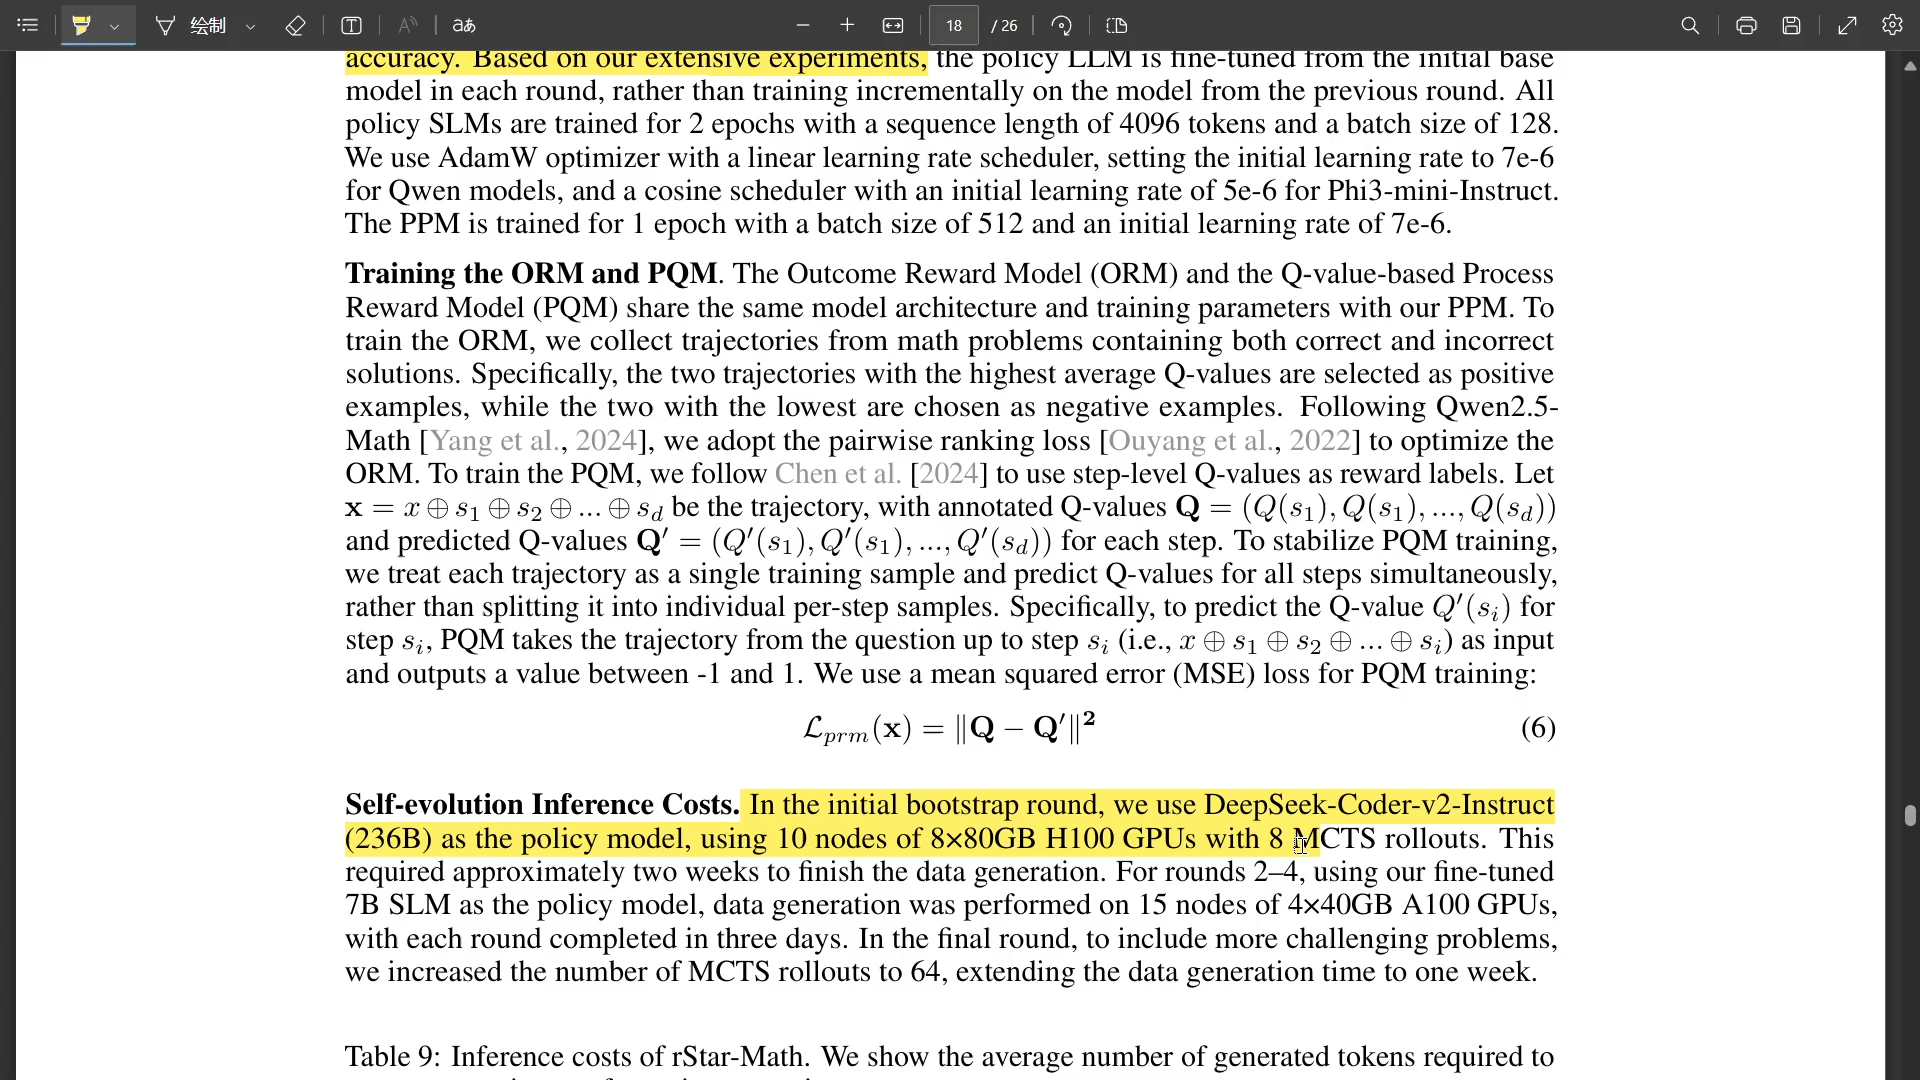 绘制
aあ
18
/ 26
accuracy. Based on our extensive experiments, the policy LLM is fine-tuned from the initial base
model in each round, rather than training incrementally on the model from the previous round. All
policy SLMs are trained for 2 epochs with a sequence length of 4096 tokens and a batch size of 128.
We use AdamW optimizer with a linear learning rate scheduler, setting the initial learning rate to 7e-6
for Qwen models, and a cosine scheduler with an initial learning rate of 5e-6 for Phi3-mini-Instruct.
The PPM is trained for 1 epoch with a batch size of 512 and an initial learning rate of 7e-6.
Training the ORM and PQM. The Outcome Reward Model (ORM) and the Q-value-based Process
Reward Model (PQM) share the same model architecture and training parameters with our PPM. To
train the ORM, we collect trajectories from math problems containing both correct and incorrect
solutions. Specifically, the two trajectories with the highest average Q-values are selected as positive
examples, while the two with the lowest are chosen as negative examples. Following Qwen2.5-
Math [Yang et al., 2024], we adopt the pairwise ranking loss [Ouyang et al., 2022] to optimize the
ORM. To train the PQM, we follow Chen et al. [2024] to use step-level Q-values as reward labels. Let
x = x ⊕ s₁ ⊕ s₂ ⊕ ... ⊕ s_d be the trajectory, with annotated Q-values Q = (Q(s₁), Q(s₁), ..., Q(s_d))
and predicted Q-values Q′ = (Q′(s₁), Q′(s₁), ..., Q′(s_d)) for each step. To stabilize PQM training,
we treat each trajectory as a single training sample and predict Q-values for all steps simultaneously,
rather than splitting it into individual per-step samples. Specifically, to predict the Q-value Q′(s_i) for
step s_i, PQM takes the trajectory from the question up to step s_i (i.e., x ⊕ s₁ ⊕ s₂ ⊕ ... ⊕ s_i) as input
and outputs a value between -1 and 1. We use a mean squared error (MSE) loss for PQM training:
ℒ_prm(x) = ‖Q − Q′‖² (6)
Self-evolution Inference Costs. In the initial bootstrap round, we use DeepSeek-Coder-v2-Instruct
(236B) as the policy model, using 10 nodes of 8×80GB H100 GPUs with 8 MCTS rollouts. This
required approximately two weeks to finish the data generation. For rounds 2–4, using our fine-tuned
7B SLM as the policy model, data generation was performed on 15 nodes of 4×40GB A100 GPUs,
with each round completed in three days. In the final round, to include more challenging problems,
we increased the number of MCTS rollouts to 64, extending the data generation time to one week.
Table 9: Inference costs of rStar-Math. We show the average number of generated tokens required to